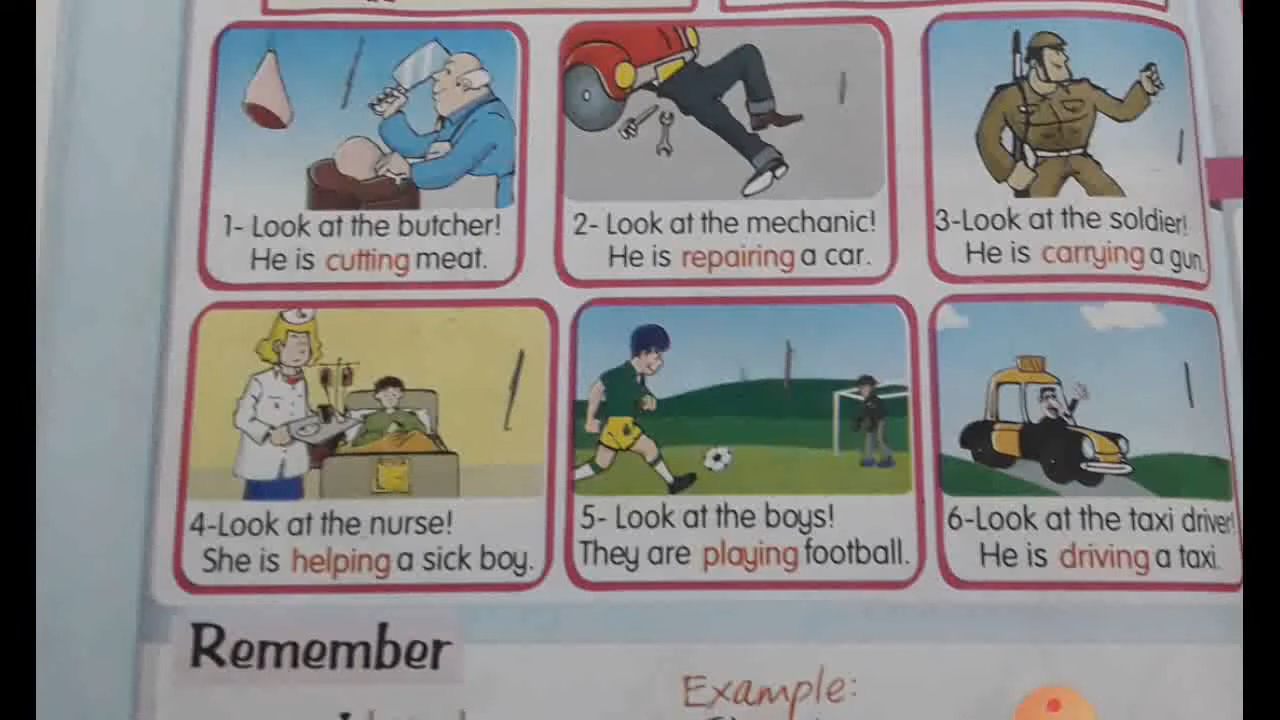 1- Look at the butcher!
He is cutting meat.
2- Look at the mechanic!
He is repairing a car.
3-Look at the soldier!
He is carrying a gun.
4-Look at the nurse!
She is helping a sick boy.
5- Look at the boys!
They are playing football.
6-Look at the taxi driver!
He is driving a taxi.
Remember
Example: